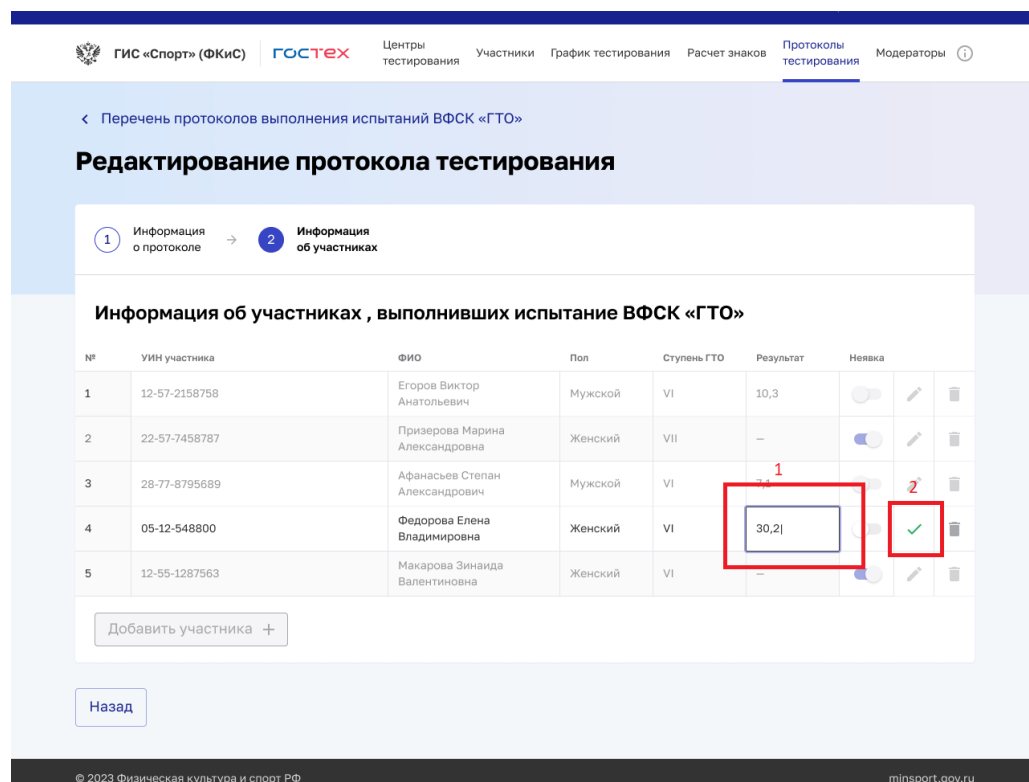 ГИС «Спорт» (ФКиС)
ГОСТЕХ
Центры
тестирования
Участники
График тестирования
Расчет знаков
Протоколы
тестирования
Модераторы
Перечень протоколов выполнения испытаний ВФСК «ГТО»
Редактирование протокола тестирования
1 Информация
о протоколе
→
2 Информация
об участниках
Информация об участниках , выполнивших испытание ВФСК «ГТО»
№ УИН участника ФИО Пол Ступень ГТО Результат Неявка
1 12-57-2158758 Егоров Виктор
Анатольевич Мужской VI 10,3
2 22-57-7458787 Призерова Марина
Александровна Женский VII –
1
3 28-77-8795689 Афанасьев Степан
Александрович Мужской VI 7,1
2
4 05-12-548800 Федорова Елена
Владимировна Женский VI 30,2
5 12-55-1287563 Макарова Зинаида
Валентиновна Женский VI –
Добавить участника +
Назад
© 2023 Физическая культура и спорт РФ
minsport.gov.ru